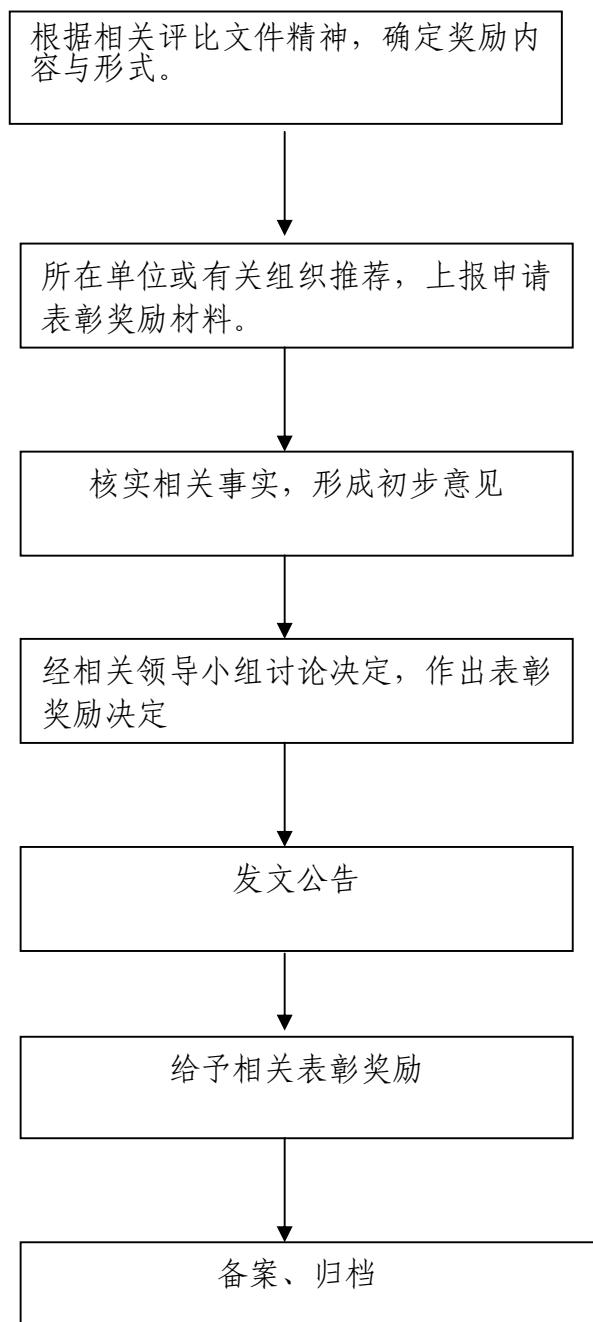 根据相关评比文件精神，确定奖励内
容与形式。
所在单位或有关组织推荐，上报申请
表彰奖励材料。
核实相关事实，形成初步意见
经相关领导小组讨论决定，作出表彰
奖励决定
发文公告
给予相关表彰奖励
备案、归档